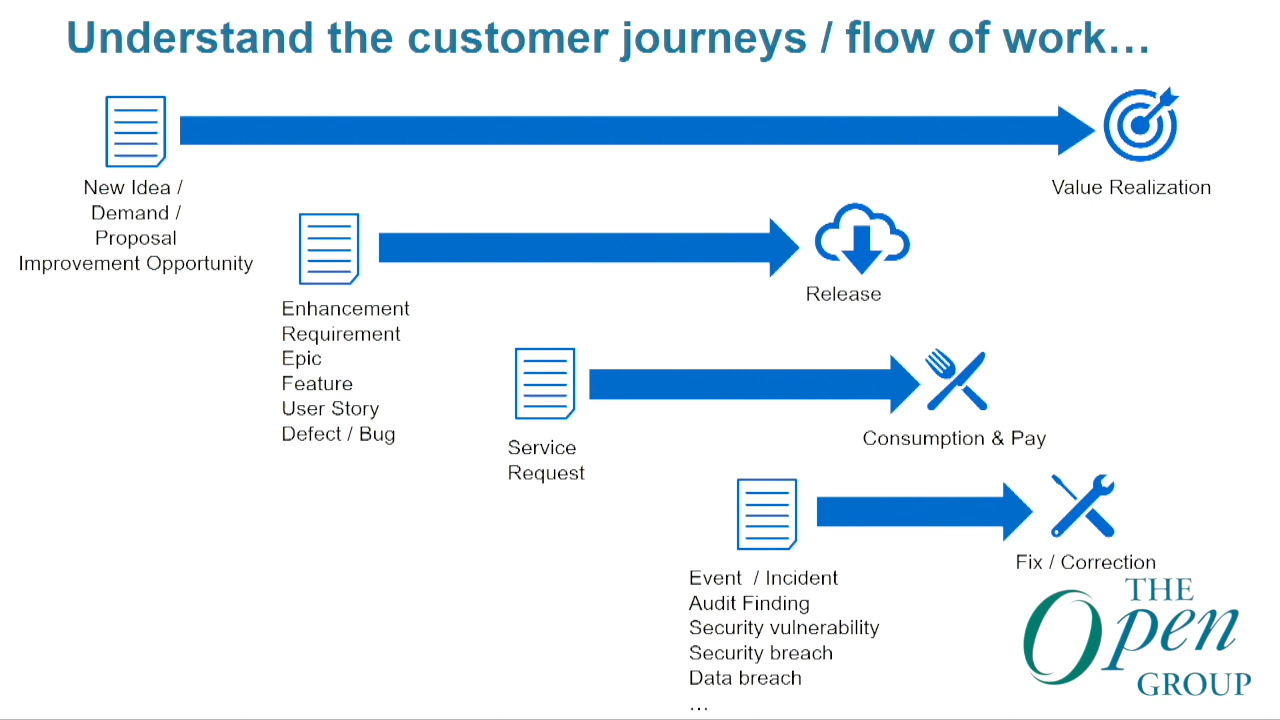 Understand the customer journeys / flow of work…
New Idea /
Demand /
Proposal
Improvement Opportunity
Value Realization
Enhancement
Requirement
Epic
Feature
User Story
Defect / Bug
Release
Service
Request
Consumption & Pay
Event / Incident
Audit Finding
Security vulnerability
Security breach
Data breach
…
Fix / Correction
THE
Open
GROUP